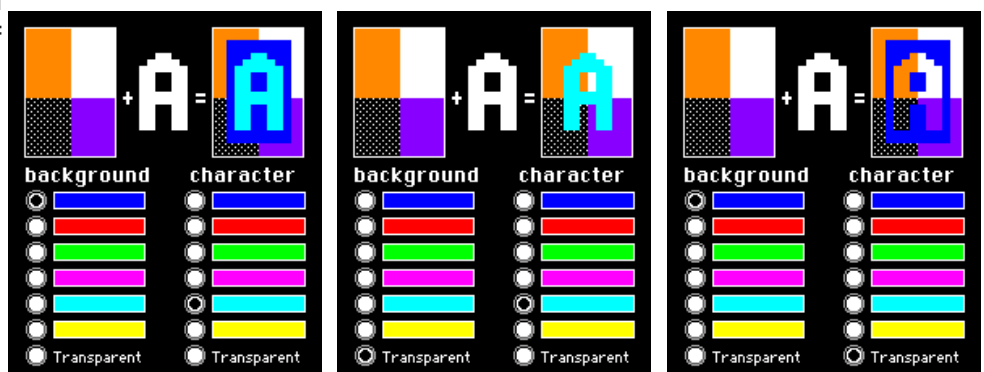 + A = A
background character
Transparent Transparent
+ A = A
background character
Transparent Transparent
+ A = A
background character
Transparent Transparent